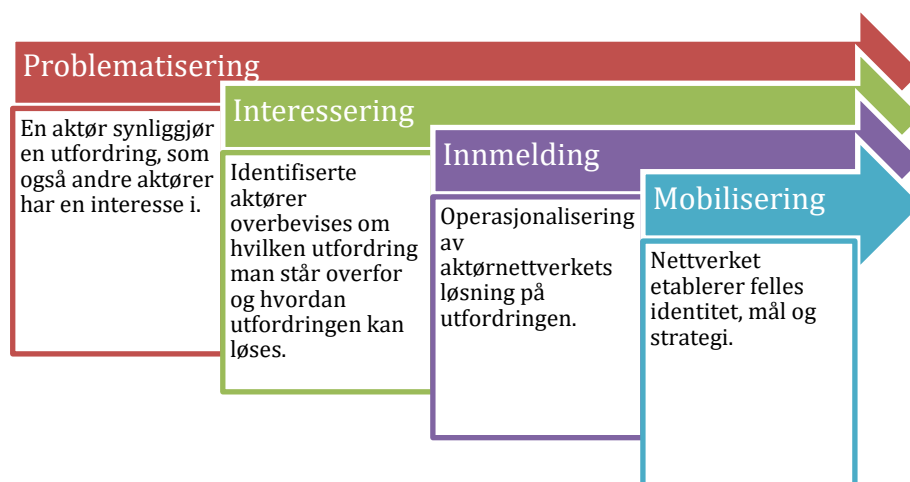 Problematisering
En aktør synliggjør
en utfordring, som
også andre aktører
har en interesse i.
Interessering
Identifiserte
aktører
overbevises om
hvilken utfordring
man står overfor
og hvordan
utfordringen kan
løses.
Innmelding
Operasjonalisering
av
aktørnettverkets
løsning på
utfordringen.
Mobilisering
Nettverket
etablerer felles
identitet, mål og
strategi.